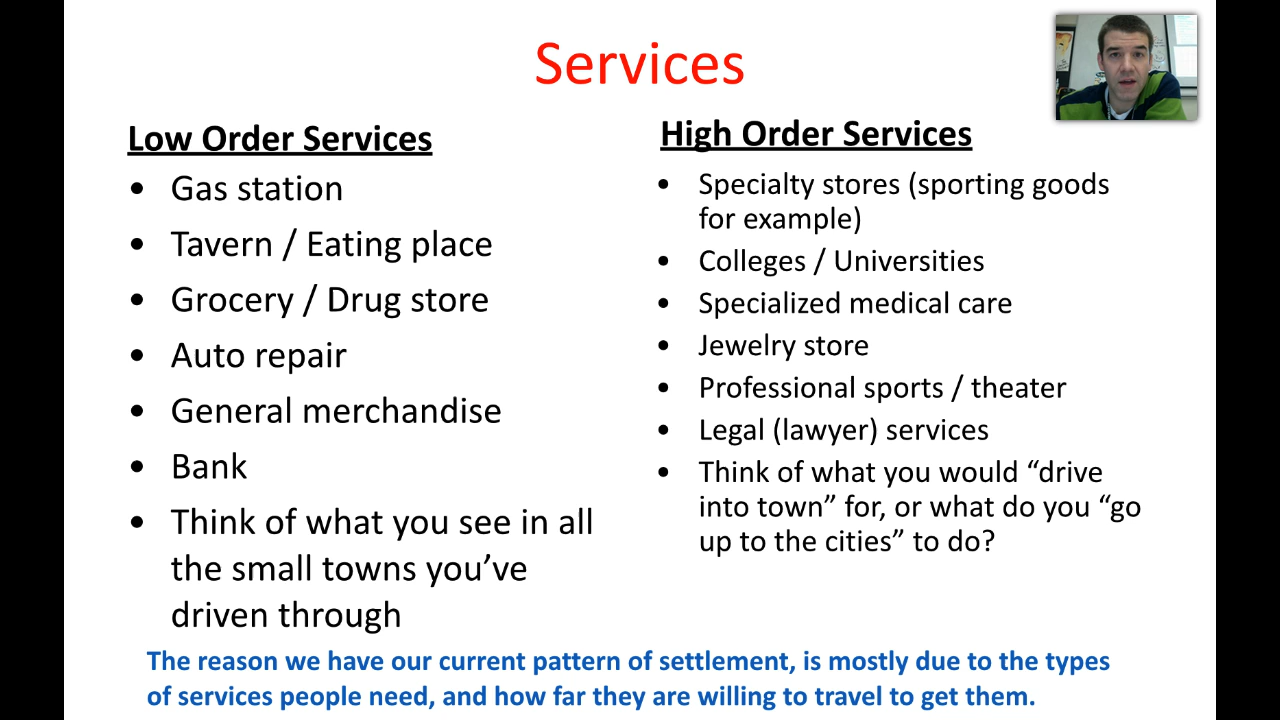 Services
Low Order Services
• Gas station
• Tavern / Eating place
• Grocery / Drug store
• Auto repair
• General merchandise
• Bank
• Think of what you see in all
the small towns you’ve
driven through
High Order Services
• Specialty stores (sporting goods
for example)
• Colleges / Universities
• Specialized medical care
• Jewelry store
• Professional sports / theater
• Legal (lawyer) services
• Think of what you would “drive
into town” for, or what do you “go
up to the cities” to do?
The reason we have our current pattern of settlement, is mostly due to the types
of services people need, and how far they are willing to travel to get them.